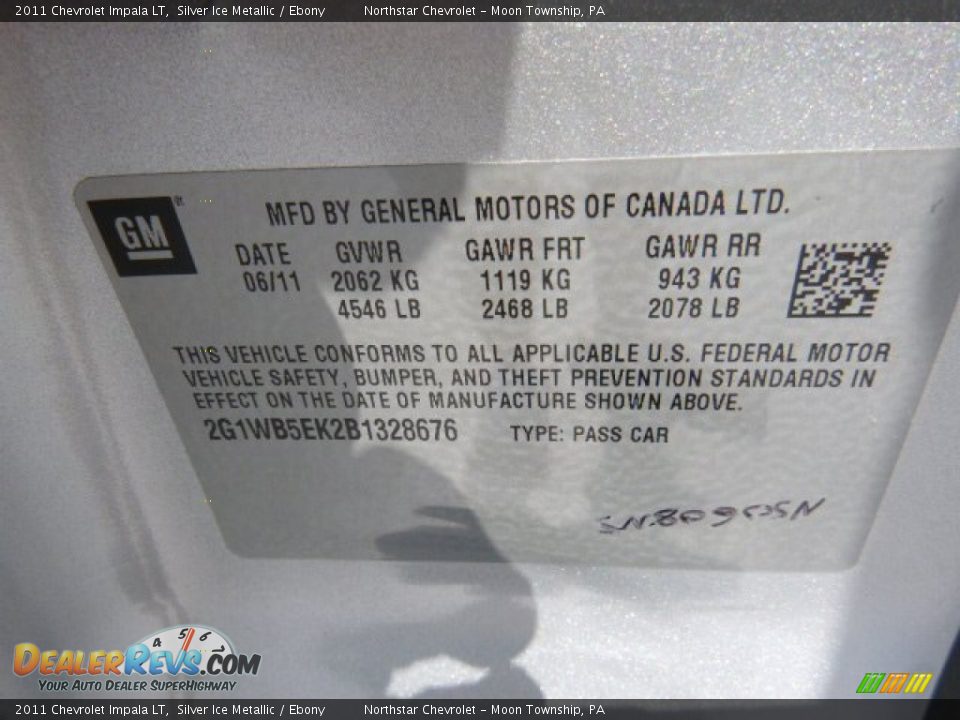 2011 Chevrolet Impala LT, Silver Ice Metallic / Ebony Northstar Chevrolet - Moon Township, PA
GM
MFD BY GENERAL MOTORS OF CANADA LTD.
DATE GVWR GAWR FRT GAWR RR
06/11 2062 KG 1119 KG 943 KG
4546 LB 2468 LB 2078 LB
THIS VEHICLE CONFORMS TO ALL APPLICABLE U.S. FEDERAL MOTOR
VEHICLE SAFETY, BUMPER, AND THEFT PREVENTION STANDARDS IN
EFFECT ON THE DATE OF MANUFACTURE SHOWN ABOVE.
2G1WB5EK2B1328676 TYPE: PASS CAR
4 5 6
DEALERREVS.COM
YOUR AUTO DEALER SUPERHIGHWAY
2011 Chevrolet Impala LT, Silver Ice Metallic / Ebony Northstar Chevrolet - Moon Township, PA